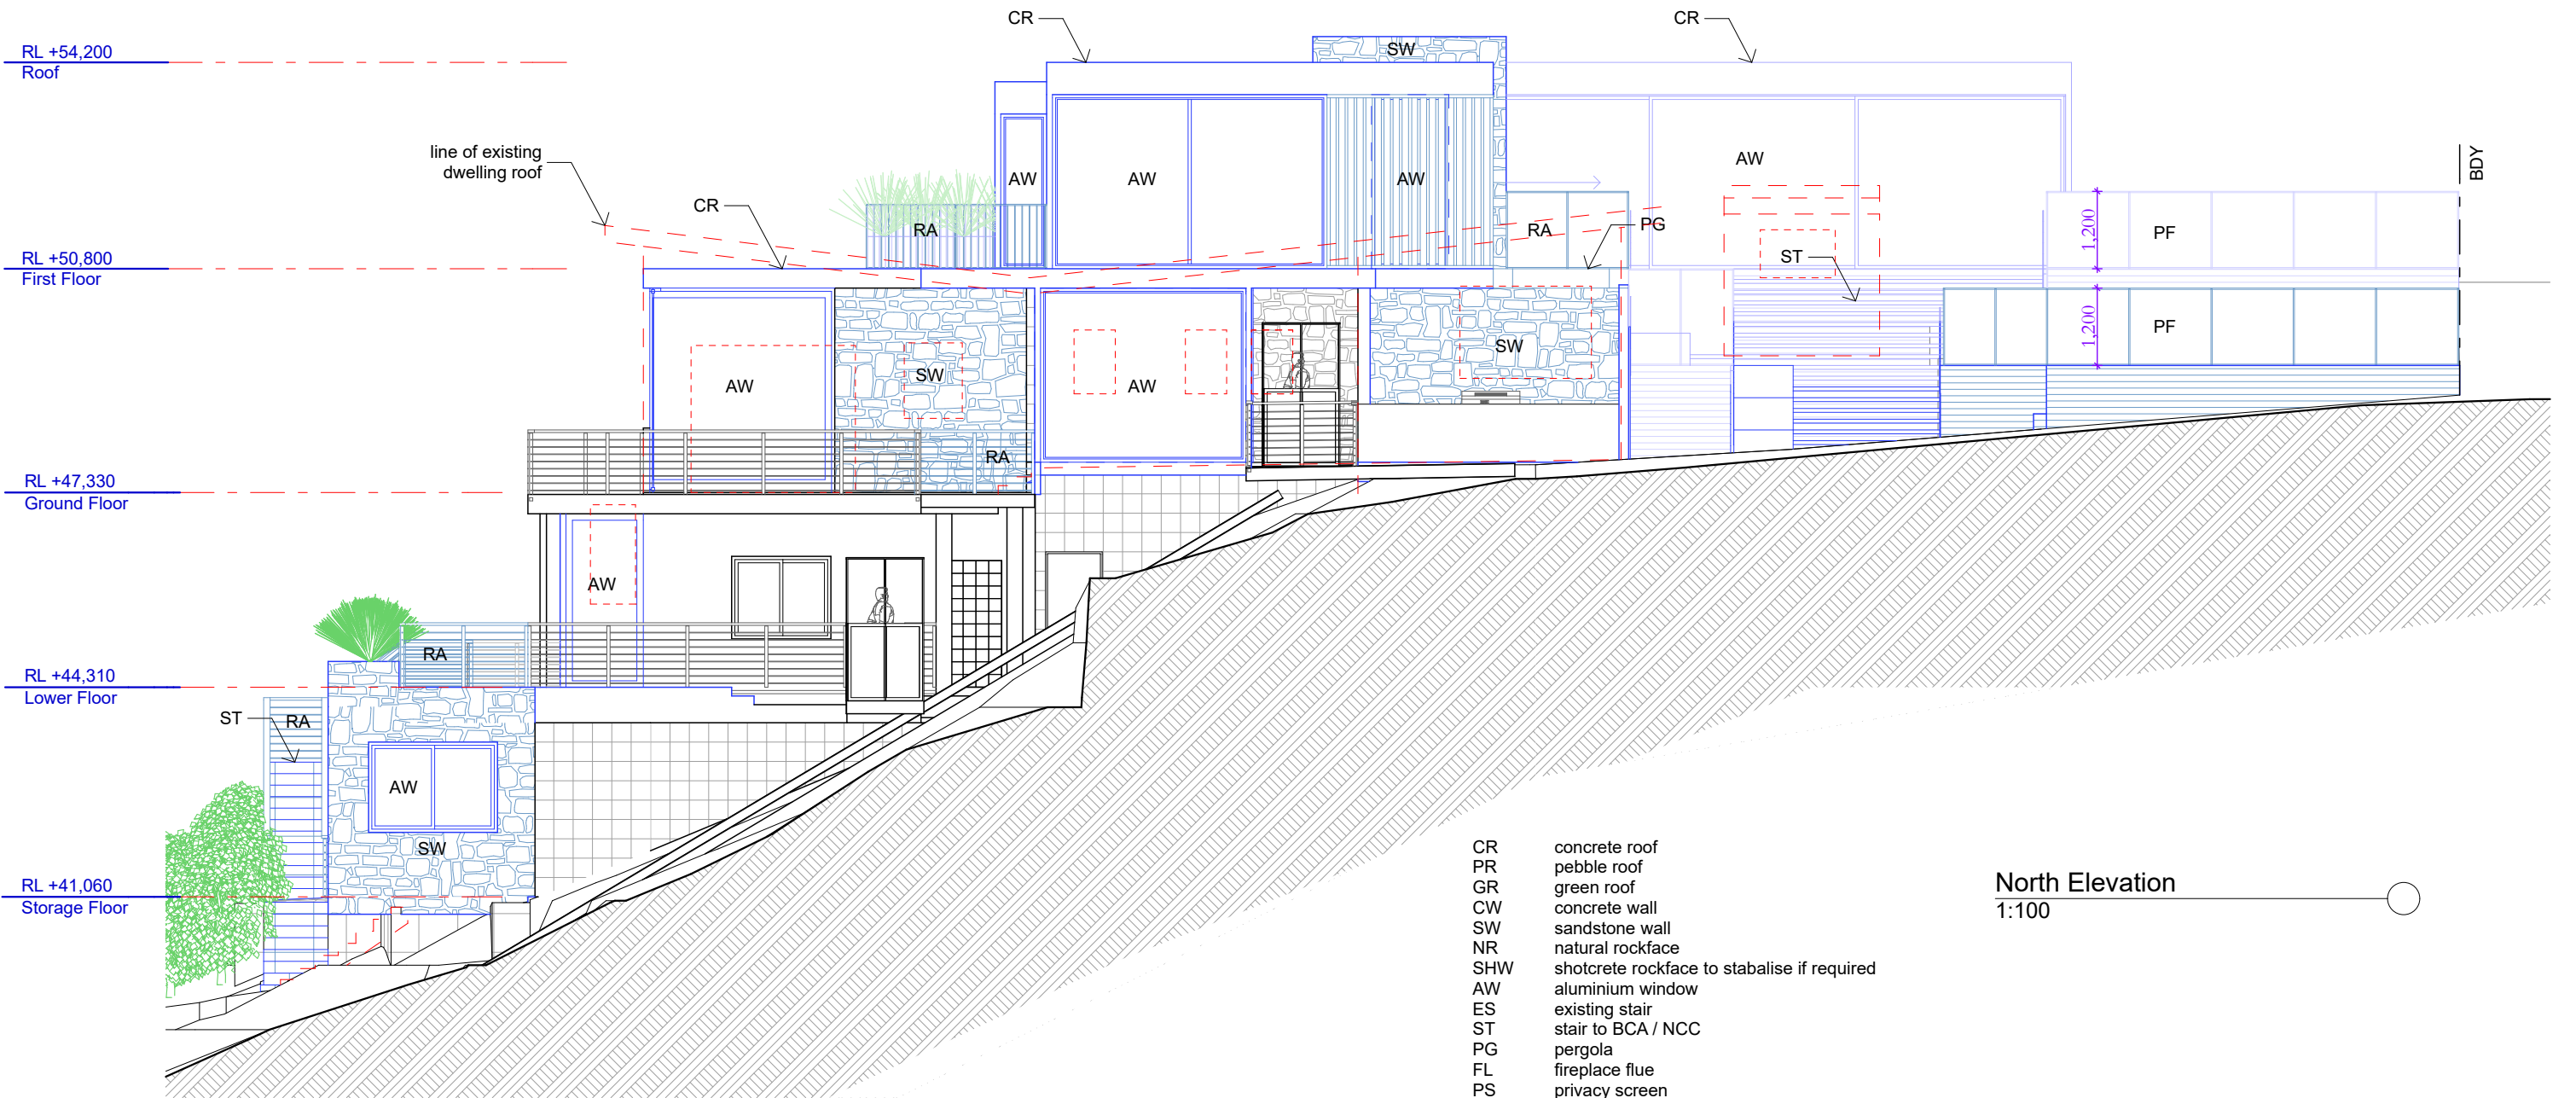 CR
CR
RL +54,200
Roof
SW
line of existing
dwelling roof
BDY
AW
AW
AW
AW
CR
RA
RA
PG
1,200
PF
RL +50,800
First Floor
ST
1,200
PF
SW
SW
AW
AW
RA
RL +47,330
Ground Floor
AW
RA
RL +44,310
Lower Floor
ST
RA
AW
SW
RL +41,060
Storage Floor
CR concrete roof
PR pebble roof
GR green roof
CW concrete wall
SW sandstone wall
NR natural rockface
SHW shotcrete rockface to stabalise if required
AW aluminium window
ES existing stair
ST stair to BCA / NCC
PG pergola
FL fireplace flue
PS privacy screen
North Elevation
1:100